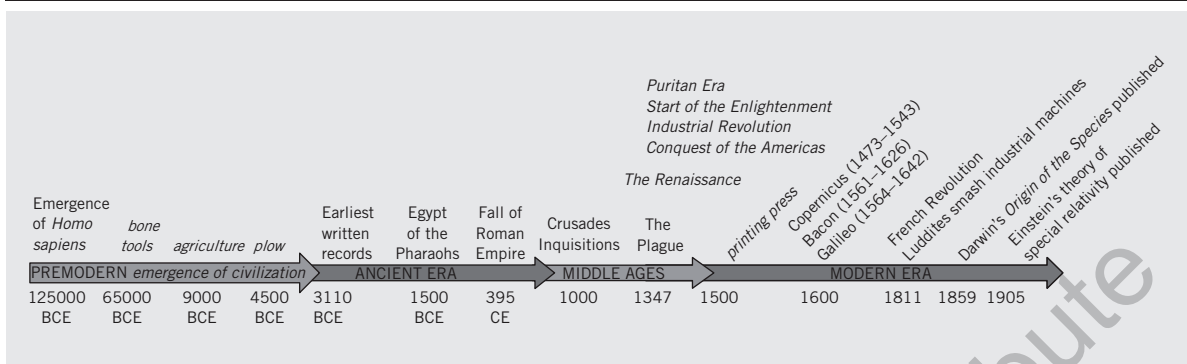 Puritan Era
Start of the Enlightenment
Industrial Revolution
Conquest of the Americas
The Renaissance
Emergence
of Homo
sapiens
bone
tools
agriculture
plow
Earliest
written
records
Egypt
of the
Pharaohs
Fall of
Roman
Empire
Crusades
Inquisitions
The
Plague
printing press
Copernicus (1473–1543)
Bacon (1561–1626)
Galileo (1564–1642)
French Revolution
Luddites smash industrial machines
Darwin's Origin of the Species published
Einstein's theory of
special relativity published
PREMODERN emergence of civilization
ANCIENT ERA
MIDDLE AGES
MODERN ERA
125000
BCE
65000
BCE
9000
BCE
4500
BCE
3110
BCE
1500
BCE
395
CE
1000
1347
1500
1600
1811
1859
1905